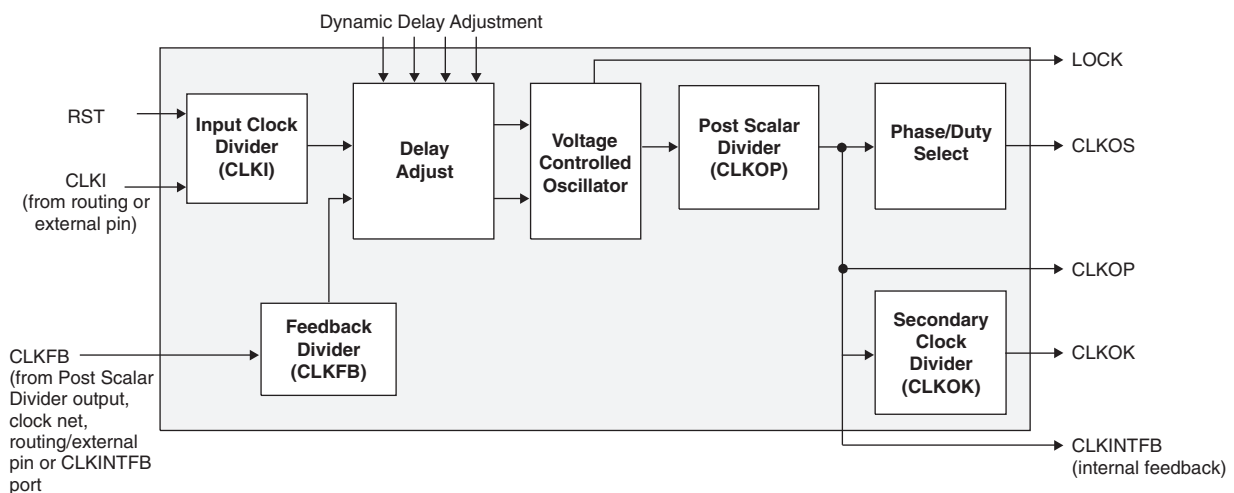 Dynamic Delay Adjustment
LOCK
RST
Input Clock
Divider
(CLKI)
Delay
Adjust
Voltage
Controlled
Oscillator
Post Scalar
Divider
(CLKOP)
Phase/Duty
Select
CLKOS
CLKI
(from routing or
external pin)
CLKOP
Feedback
Divider
(CLKFB)
Secondary
Clock
Divider
(CLKOK)
CLKOK
CLKFB
(from Post Scalar
Divider output,
clock net,
routing/external
pin or CLKINTFB
port
CLKINTFB
(internal feedback)